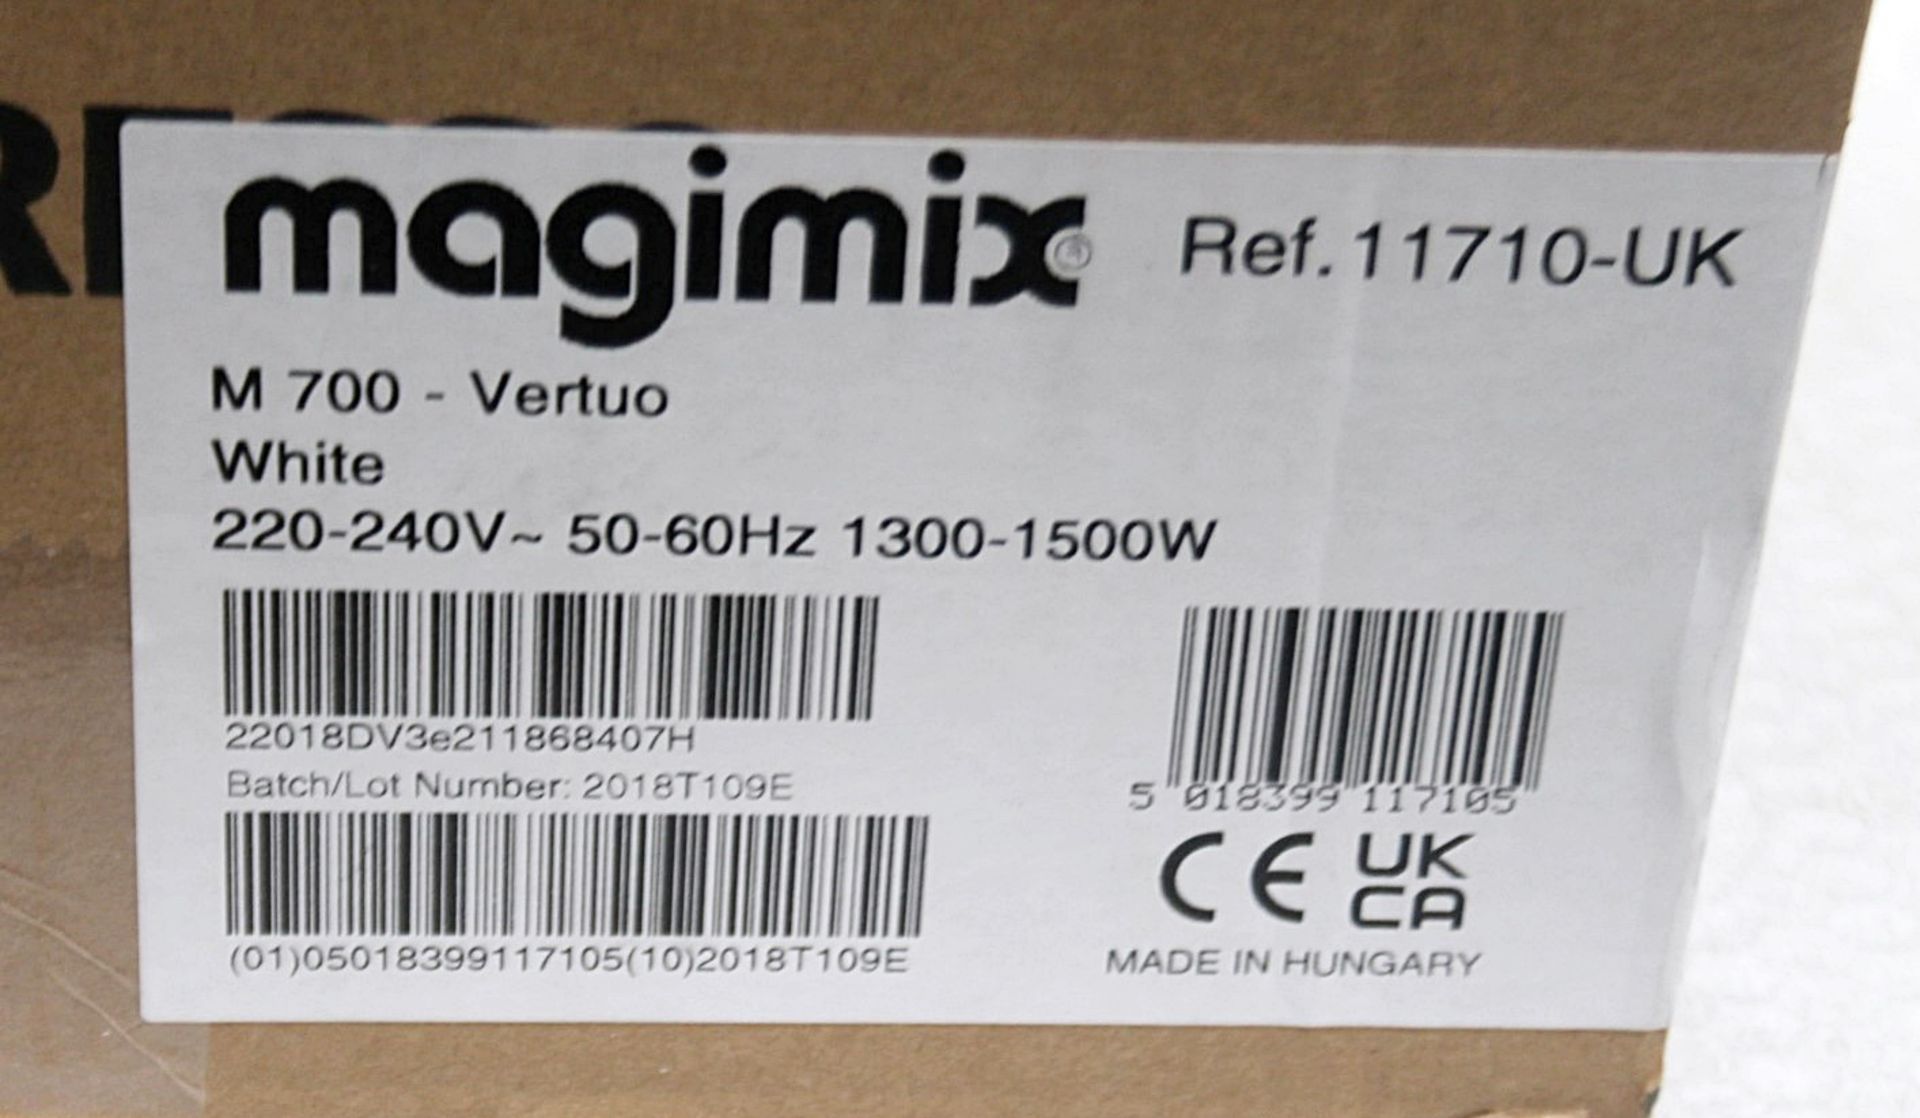 magimix® Ref.11710-UK
M 700 - Vertuo
White
220-240V~ 50-60Hz 1300-1500W
22018DV3e211868407H
Batch/Lot Number: 2018T109E
5 018399 117105
(01)05018399117105(10)2018T109E
CE UK
CA
MADE IN HUNGARY